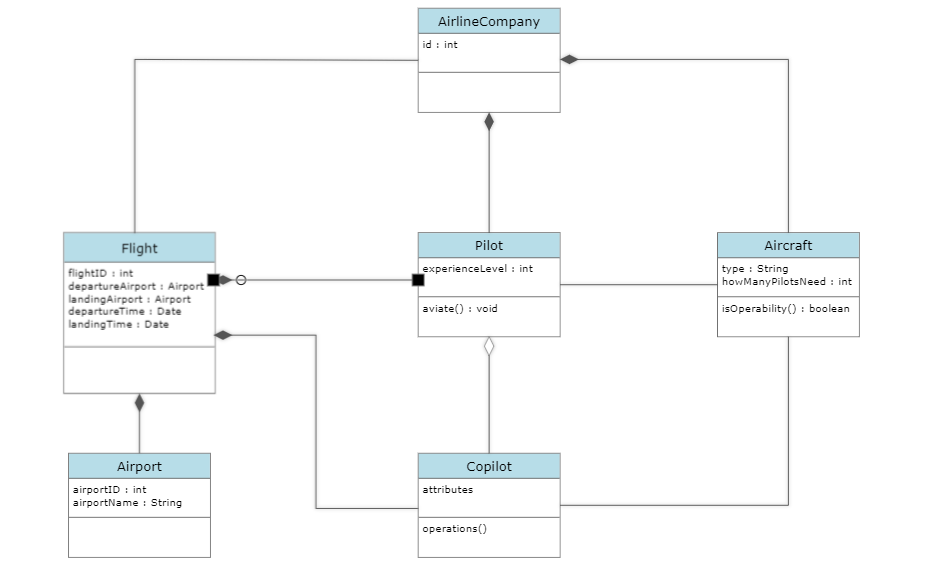 AirlineCompany
id : int
Flight
flightID : int
departureAirport : Airport
landingAirport : Airport
departureTime : Date
landingTime : Date
Pilot
experienceLevel : int
aviate() : void
Aircraft
type : String
howManyPilotsNeed : int
isOperability() : boolean
Airport
airportID : int
airportName : String
Copilot
attributes
operations()